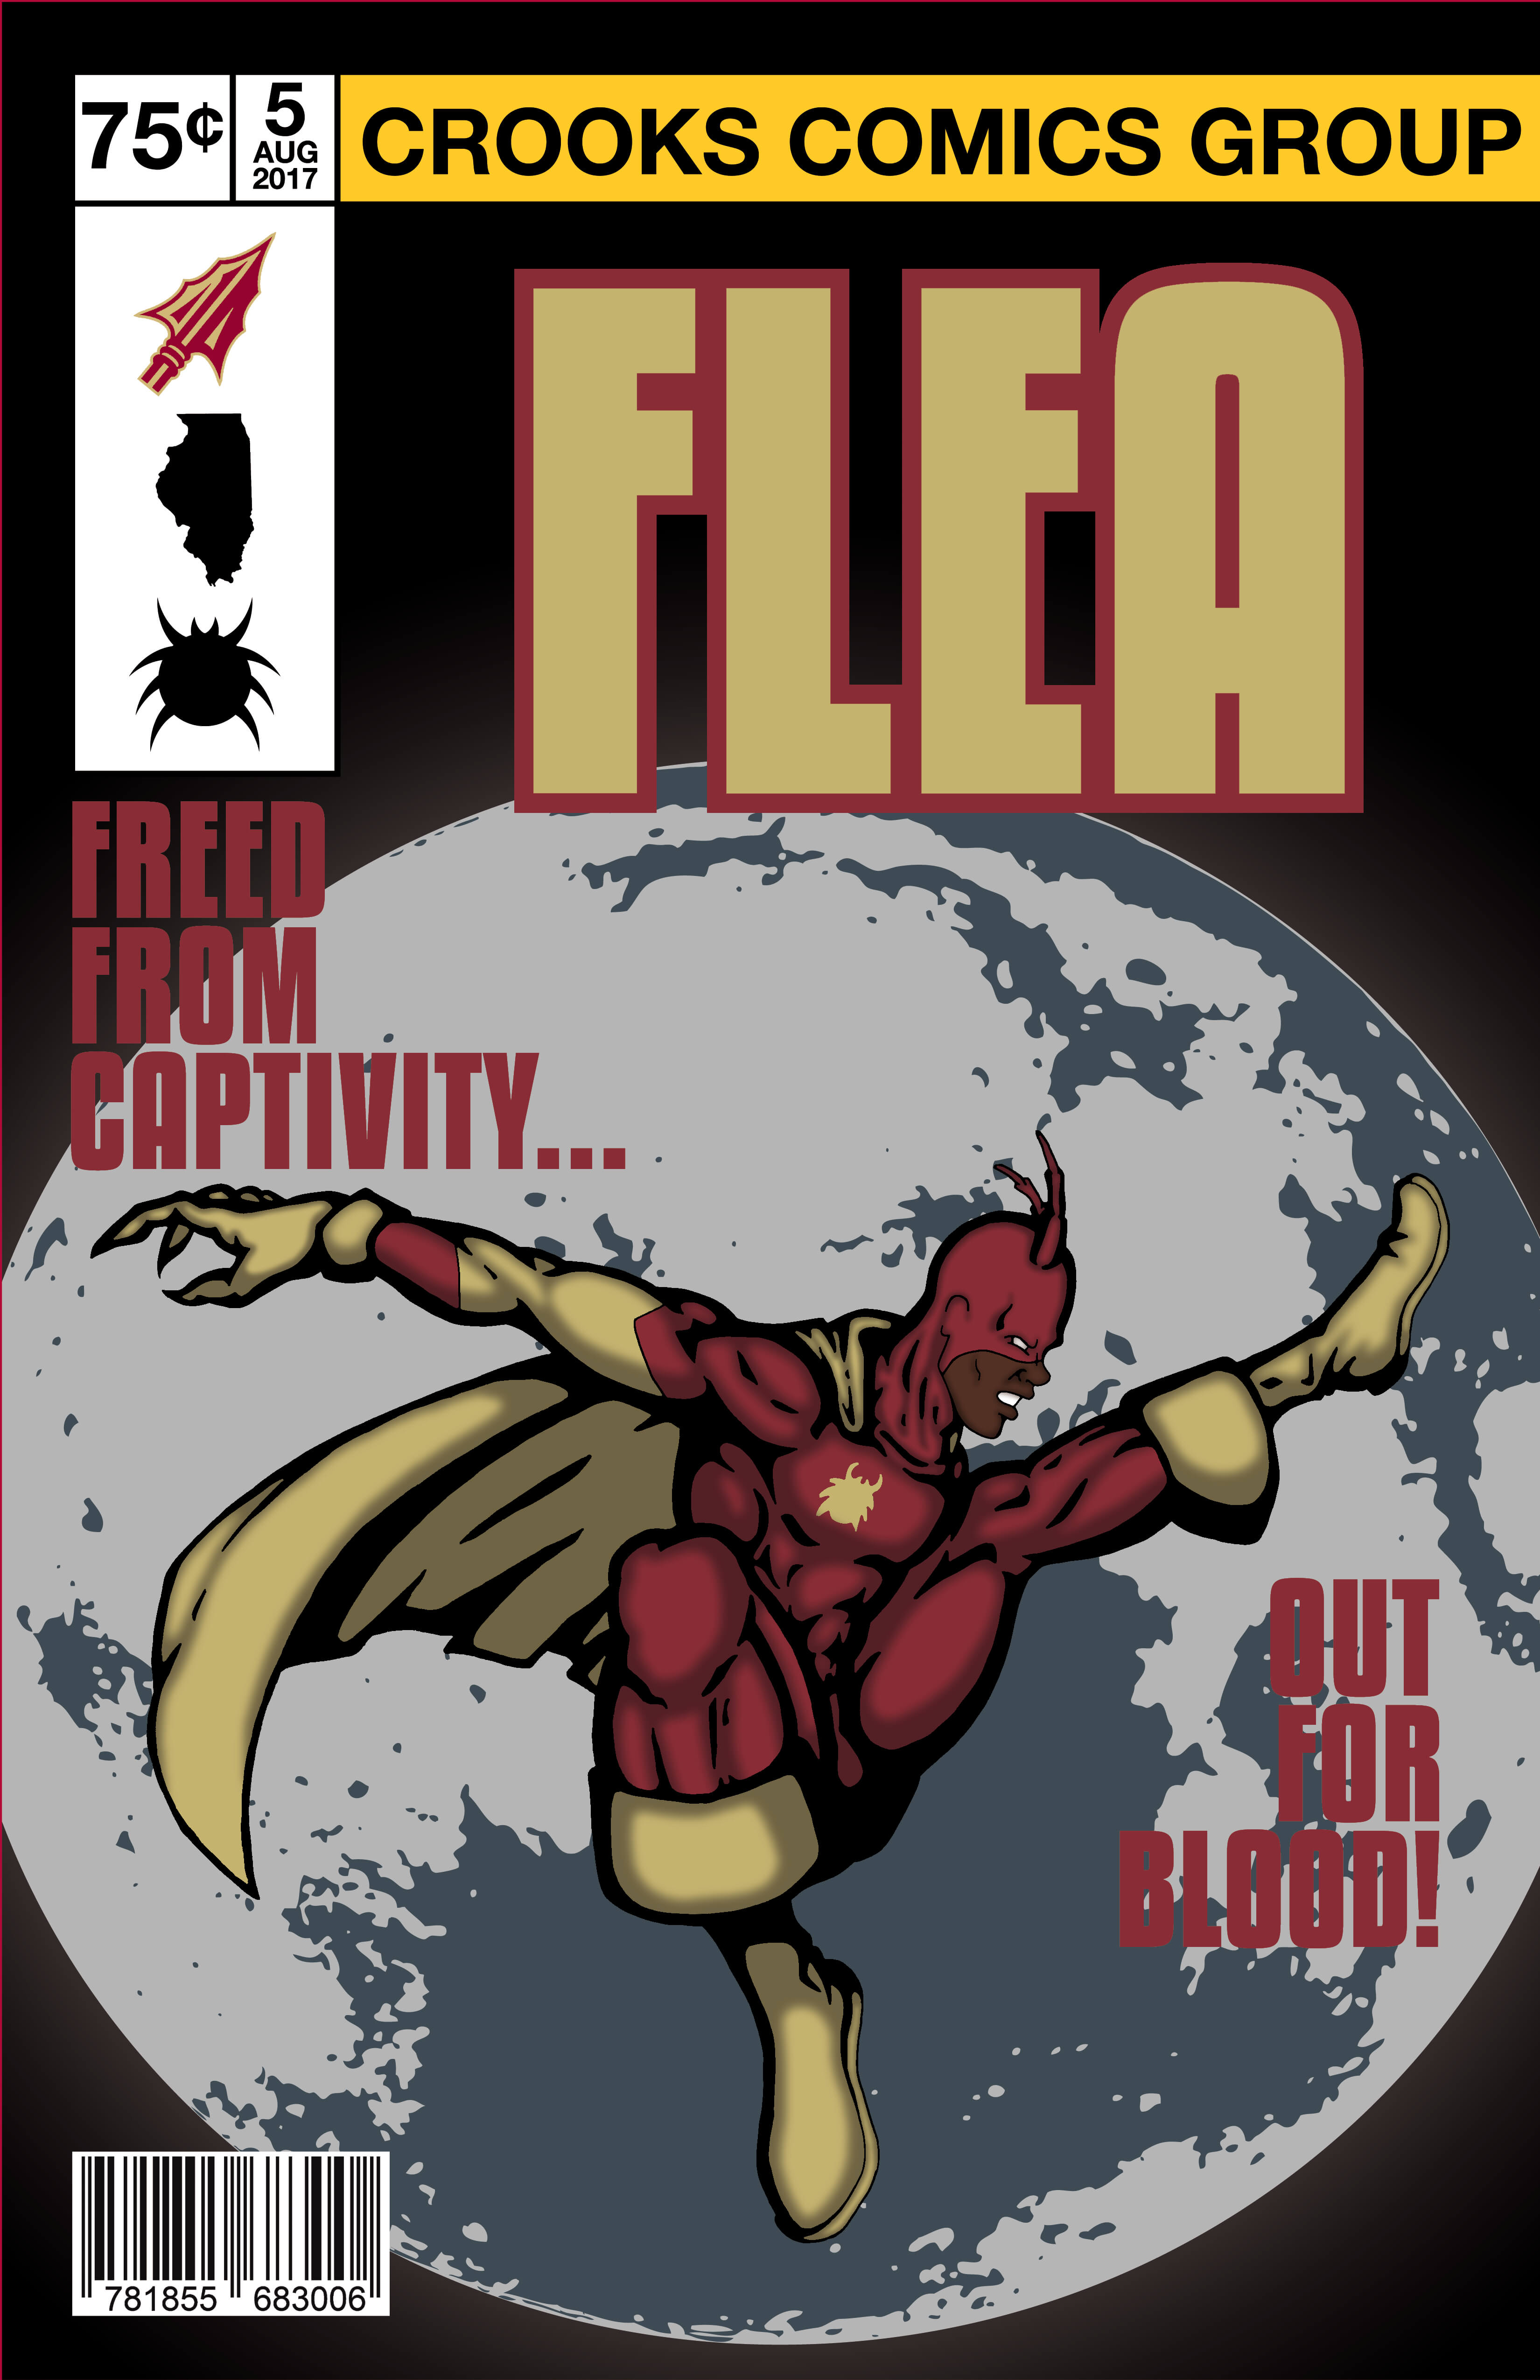 75¢
5
AUG
2017
CROOKS COMICS GROUP
FLEA
FREED
FROM
CAPTIVITY...
OUT
FOR
BLOOD!
781855 683006